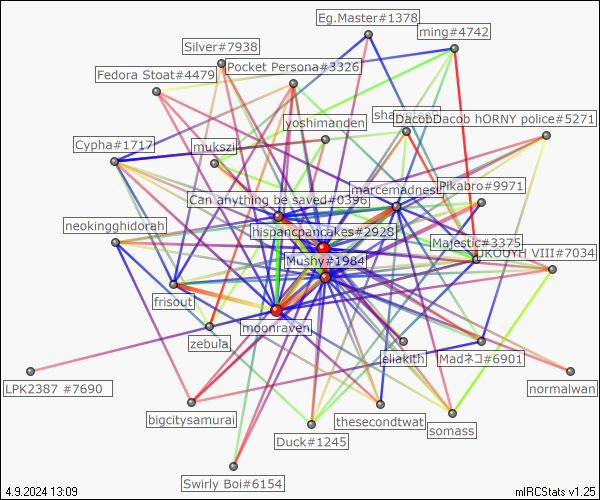 Eg.Master#1378
ming#4742
Silver#7938
Pocket Persona#3326
Fedora Stoat#4479
DacobDacob hORNY police#5271
yoshimanden
Cypha#1717
mukszi
marcemadnes
Pikabro#9971
Can anything be saved#0396
neokingghidorah
hispancpancakes#2928
Majestic#3375
VIII#7034
Mushy#1984
frisout
moonraven
zebula
eliakith
Madネコ#6901
LPK2387 #7690
normalwan
bigcitysamurai
thesecondtwat
somass
Duck#1245
Swirly Boi#6154
4.9.2024 13:09
mIRCStats v1.25